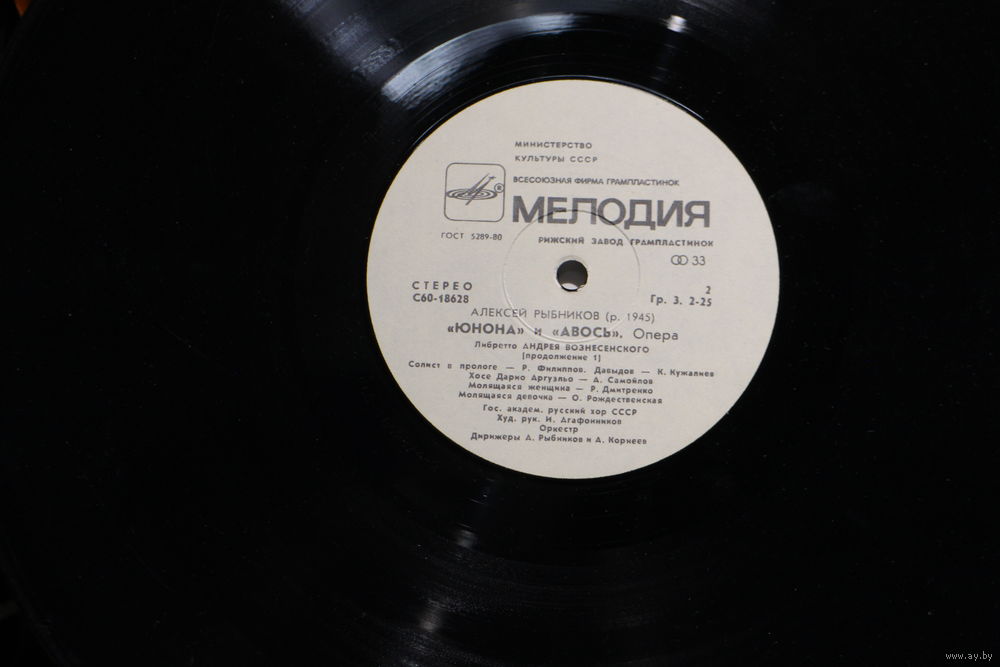 МИНИСТЕРСТВО
КУЛЬТУРЫ СССР
ВСЕСОЮЗНАЯ ФИРМА ГРАМПЛАСТИНОК
®
МЕЛОДИЯ
ГОСТ 5289-80
РИЖСКИЙ ЗАВОД ГРАМПЛАСТИНОК
33
СТЕРЕО
2
С60-18628
Гр. 3. 2-25
АЛЕКСЕЙ РЫБНИКОВ (р. 1945)
«ЮНОНА» и «АВОСЬ». Опера
Либретто АНДРЕЯ ВОЗНЕСЕНСКОГО
(продолжение 1)
Солист в прологе — Р. Филиппов. Давыдов — К. Кужалиев
Хосе Дарио Аргуэльо — А. Самойлов
Молящаяся женщина — Р. Дмитренко
Молящаяся девочка — О. Рождественская
Гос. академ. русский хор СССР
Худ. рук. И. Агафонников
Оркестр
Дирижеры А. Рыбников и Д. Корнеев
www.ay.by